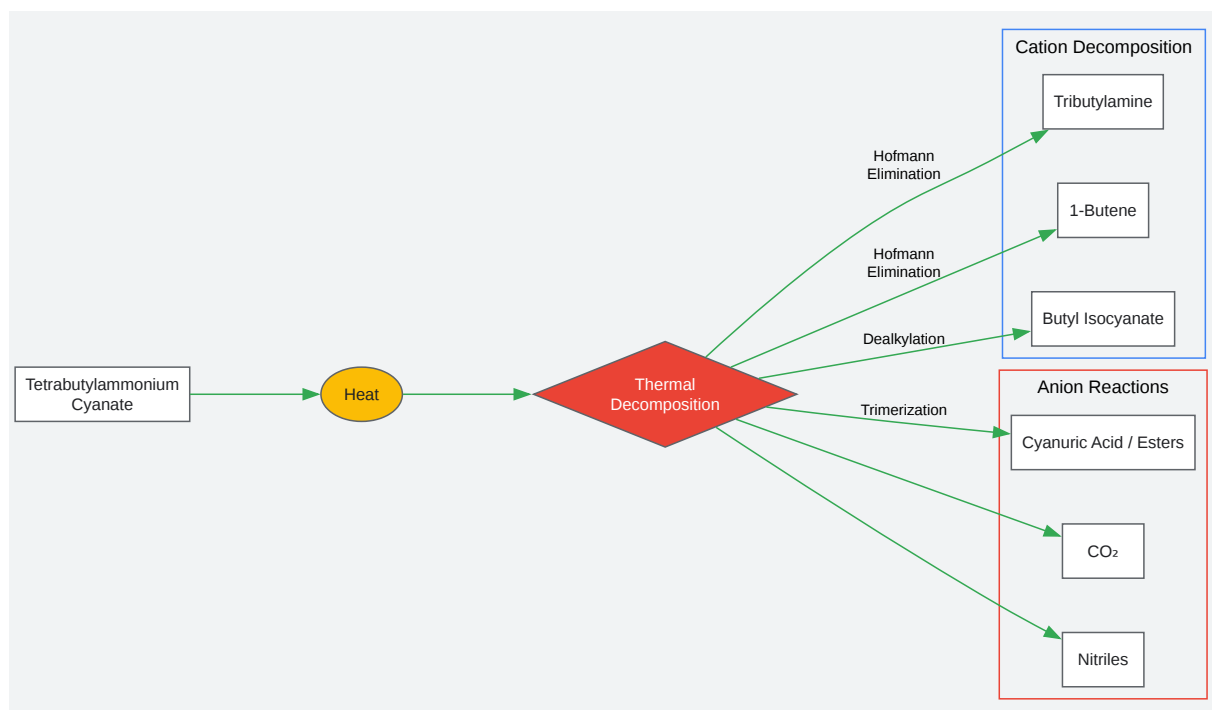 Cation Decomposition
Tributylamine
Hofmann
Elimination
1-Butene
Hofmann
Elimination
Butyl Isocyanate
Dealkylation
Tetrabutylammonium
Cyanate
Heat
Thermal
Decomposition
Anion Reactions
Trimerization
Cyanuric Acid / Esters
CO₂
Nitriles